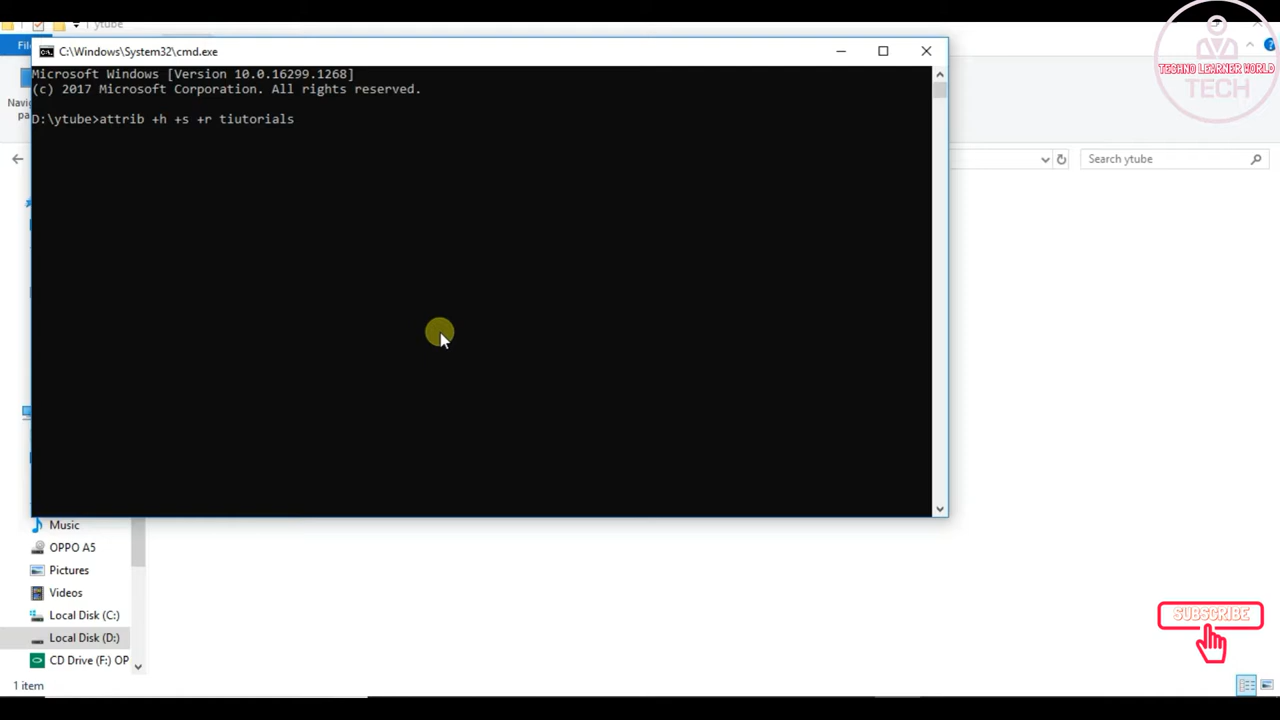 ytube
C:\Windows\System32\cmd.exe
Microsoft Windows [Version 10.0.16299.1268]
(c) 2017 Microsoft Corporation. All rights reserved.
D:\ytube>attrib +h +s +r tiutorials
Search ytube
TECHNO LEARNER WORLD
TECH
Music
OPPO A5
Pictures
Videos
Local Disk (C:)
Local Disk (D:)
CD Drive (F:) OP
1 item
SUBSCRIBE